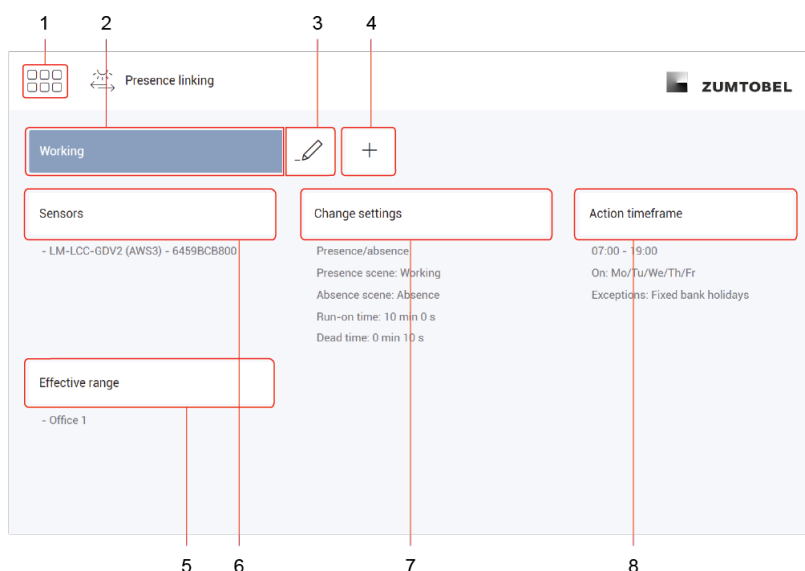 1 2 3 4
Presence linking
ZUMTOBEL
Working
Sensors
- LM-LCC-GDV2 (AWS3) - 6459BCB800
Change settings
Presence/absence
Presence scene: Working
Absence scene: Absence
Run-on time: 10 min 0 s
Dead time: 0 min 10 s
Action timeframe
07:00 - 19:00
On: Mo/Tu/We/Th/Fr
Exceptions: Fixed bank holidays
Effective range
- Office 1
5 6 7 8